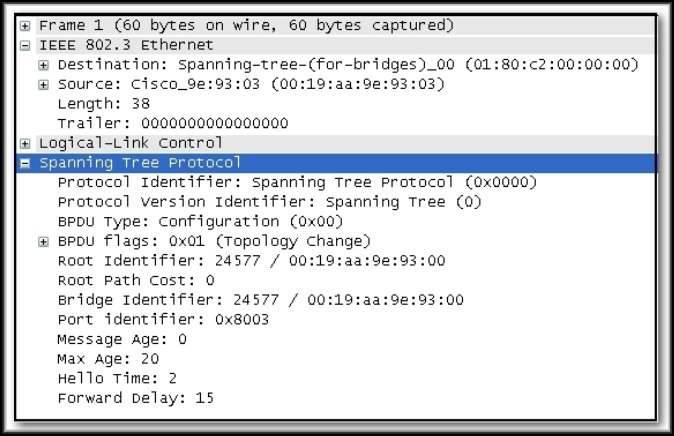 Frame 1 (60 bytes on wire, 60 bytes captured)
IEEE 802.3 Ethernet
Destination: Spanning-tree-(for-bridges)_00 (01:80:c2:00:00:00)
Source: Cisco_9e:93:03 (00:19:aa:9e:93:03)
Length: 38
Trailer: 0000000000000000
Logical-Link Control
Spanning Tree Protocol
Protocol Identifier: Spanning Tree Protocol (0x0000)
Protocol Version Identifier: Spanning Tree (0)
BPDU Type: Configuration (0x00)
BPDU flags: 0x01 (Topology Change)
Root Identifier: 24577 / 00:19:aa:9e:93:00
Root Path Cost: 0
Bridge Identifier: 24577 / 00:19:aa:9e:93:00
Port identifier: 0x8003
Message Age: 0
Max Age: 20
Hello Time: 2
Forward Delay: 15